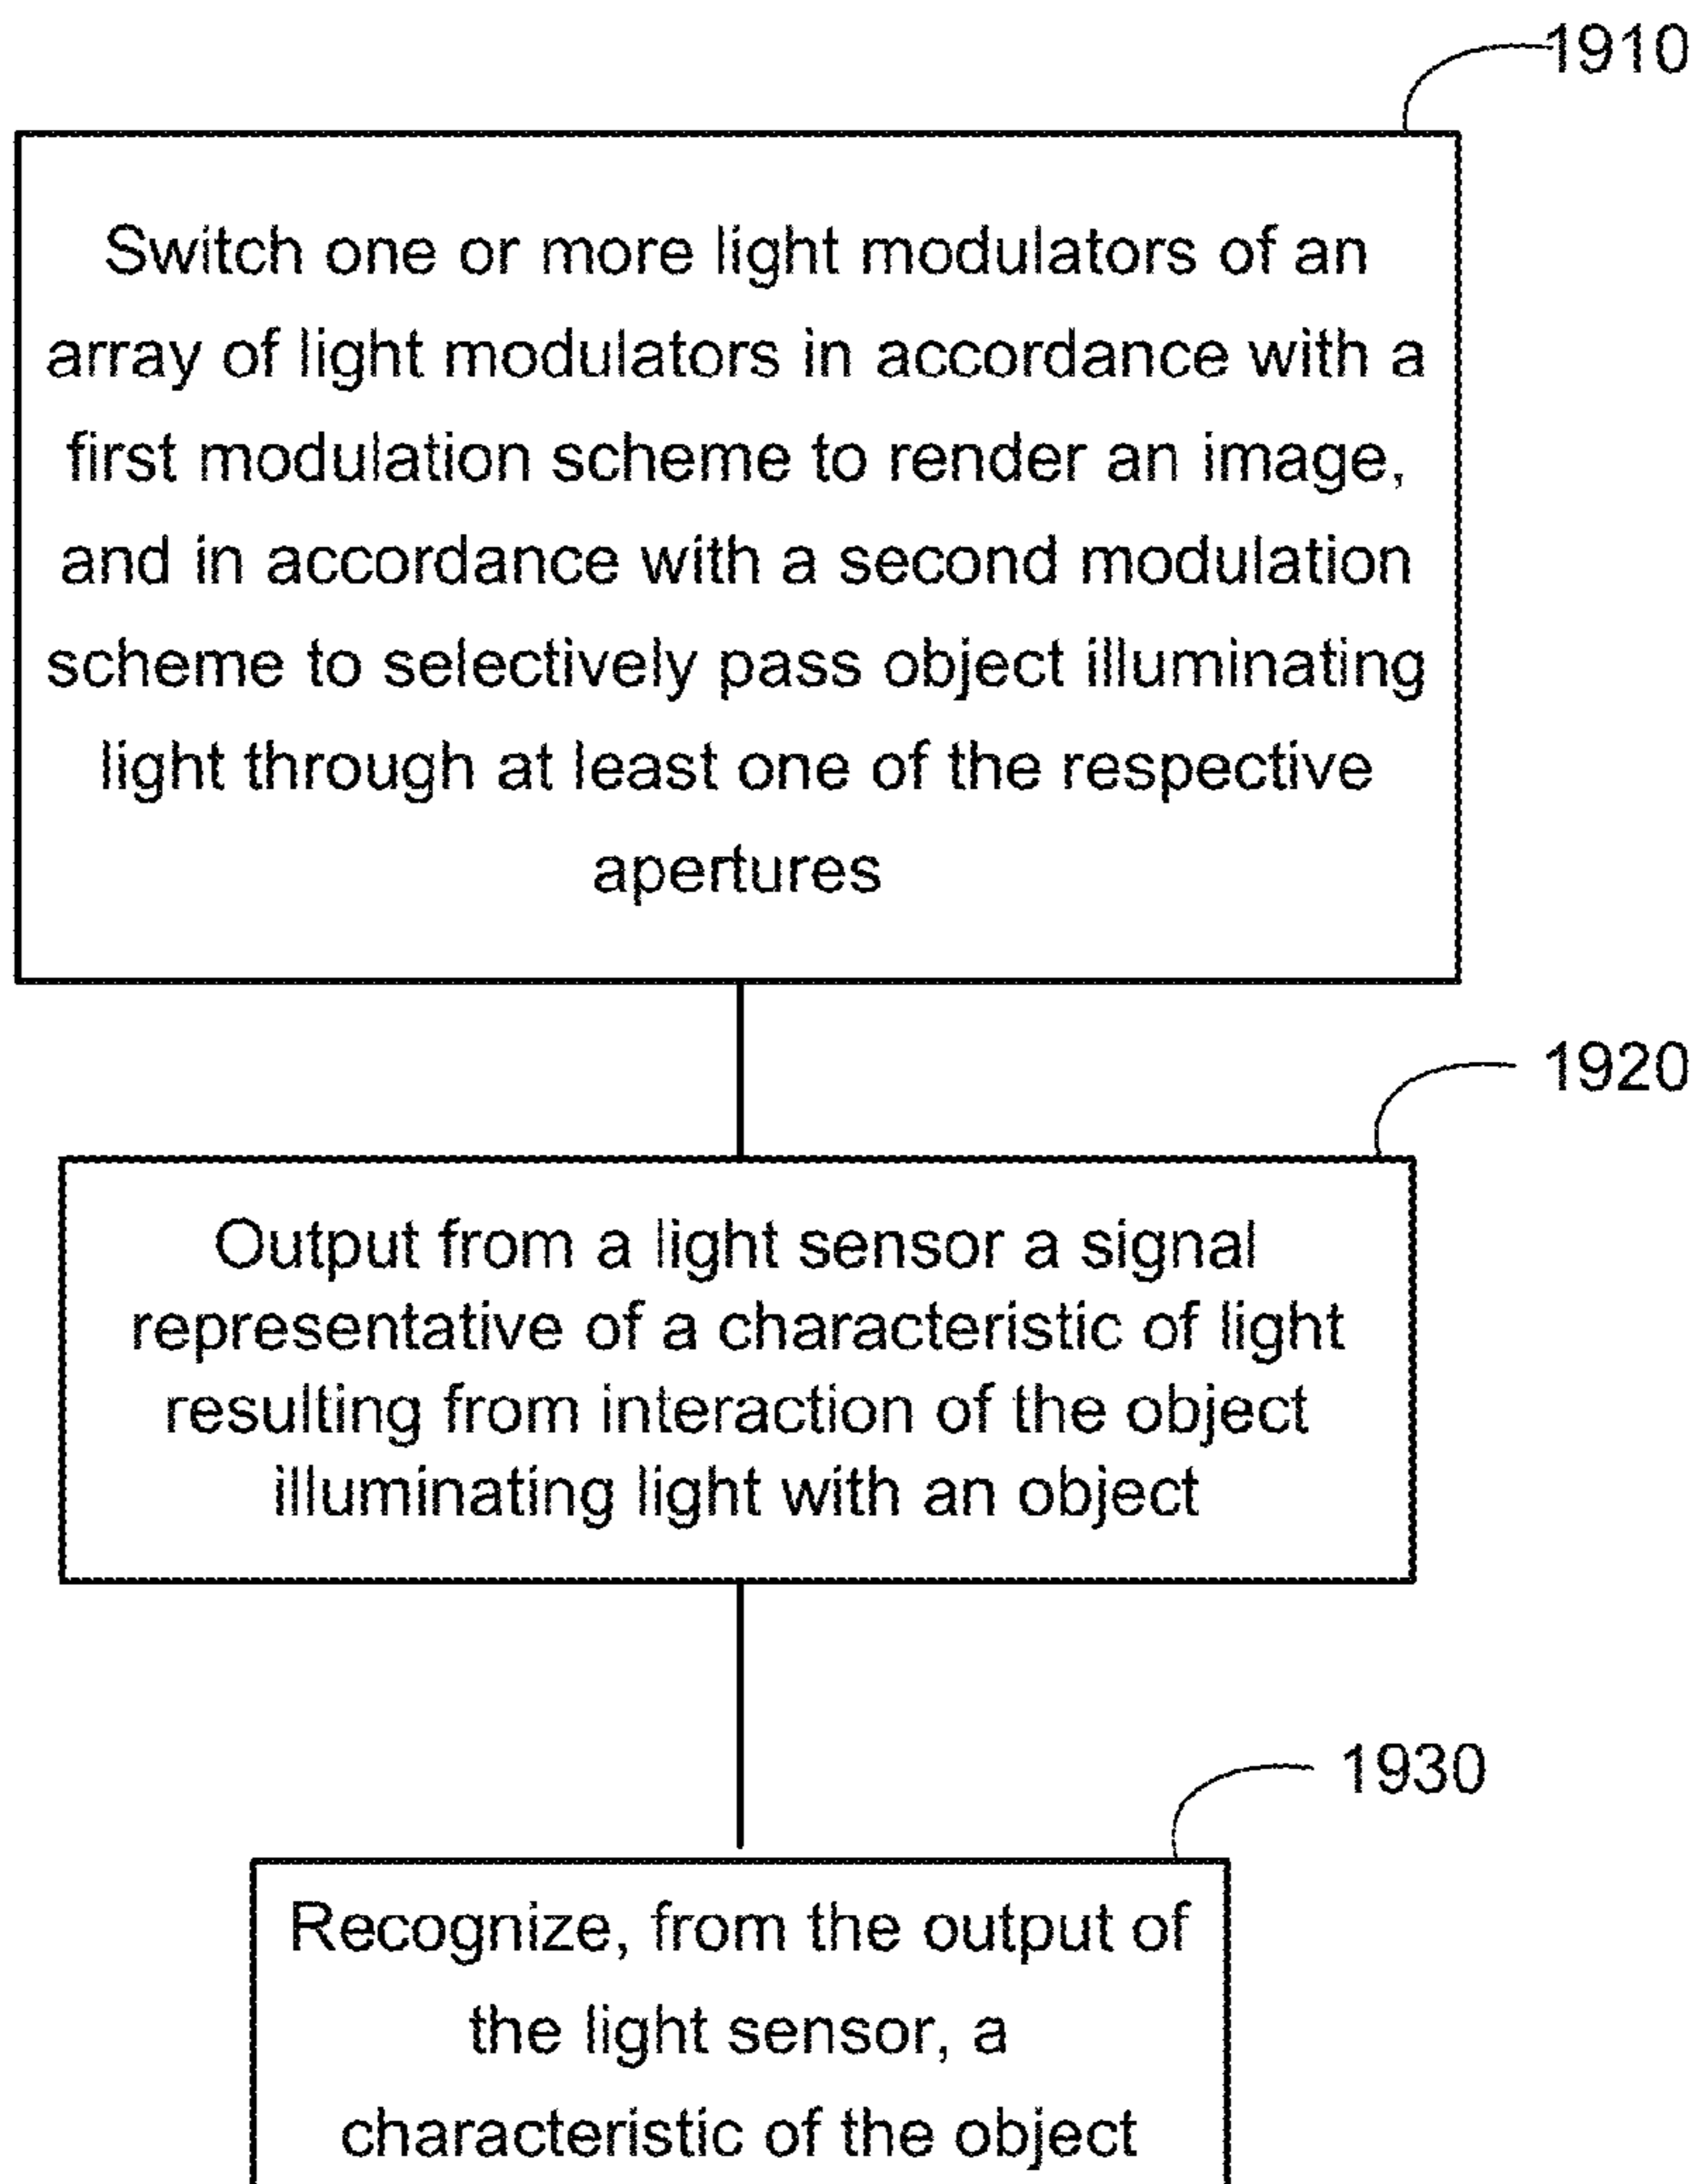 1910
Switch one or more light modulators of an
array of light modulators in accordance with a
first modulation scheme to render an image,
and in accordance with a second modulation
scheme to selectively pass object illuminating
light through at least one of the respective
apertures
1920
Output from a light sensor a signal
representative of a characteristic of light
resulting from interaction of the object
illuminating light with an object
1930
Recognize, from the output of
the light sensor, a
characteristic of the object